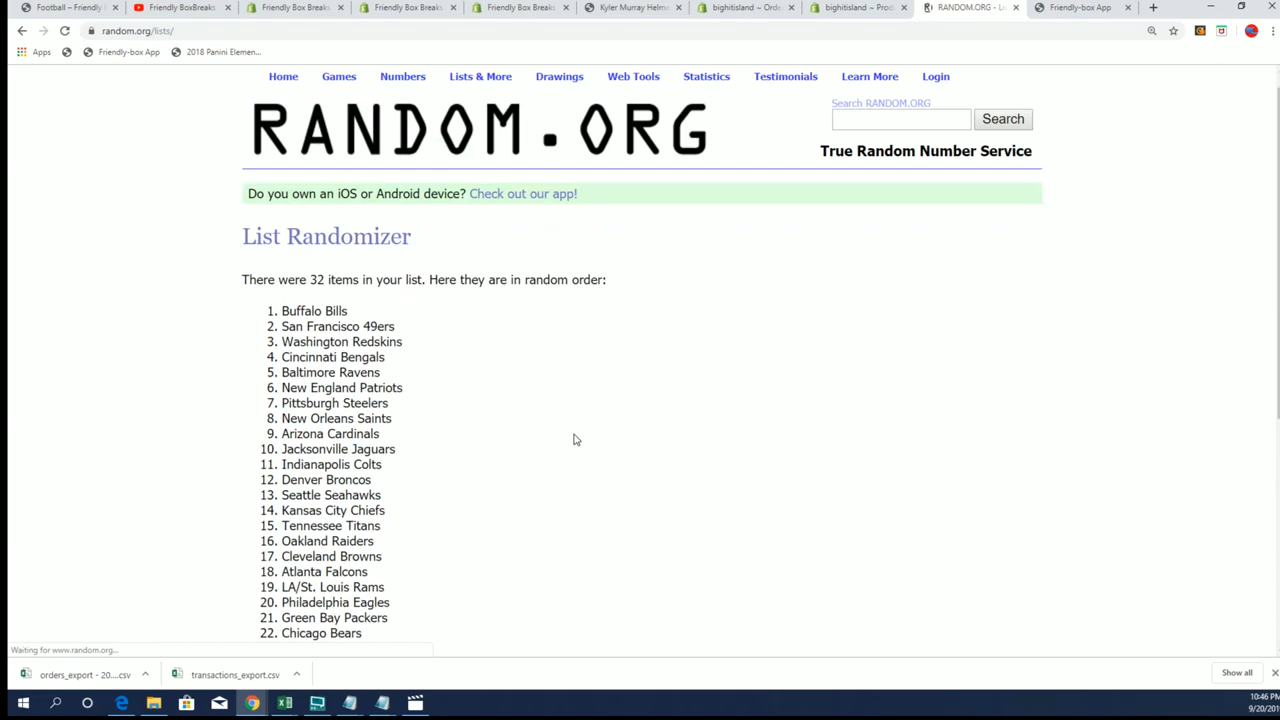 Football – Friendly
Friendly BoxBreaks
Friendly Box Breaks
Friendly Box Breaks
Friendly Box Breaks
Kyler Murray Helme
bighitisland ~ Orde
bighitisland ~ Prod
RANDOM.ORG - Li
Friendly-box App
random.org/lists/
Apps
Friendly-box App
2018 Panini Elemen...
Home Games Numbers Lists & More Drawings Web Tools Statistics Testimonials Learn More Login
RANDOM.ORG
Search RANDOM.ORG
Search
True Random Number Service
Do you own an iOS or Android device? Check out our app!
List Randomizer
There were 32 items in your list. Here they are in random order:
1. Buffalo Bills
2. San Francisco 49ers
3. Washington Redskins
4. Cincinnati Bengals
5. Baltimore Ravens
6. New England Patriots
7. Pittsburgh Steelers
8. New Orleans Saints
9. Arizona Cardinals
10. Jacksonville Jaguars
11. Indianapolis Colts
12. Denver Broncos
13. Seattle Seahawks
14. Kansas City Chiefs
15. Tennessee Titans
16. Oakland Raiders
17. Cleveland Browns
18. Atlanta Falcons
19. LA/St. Louis Rams
20. Philadelphia Eagles
21. Green Bay Packers
22. Chicago Bears
Waiting for www.random.org...
orders_export - 20....csv
transactions_export.csv
Show all
10:46 PM
9/20/201